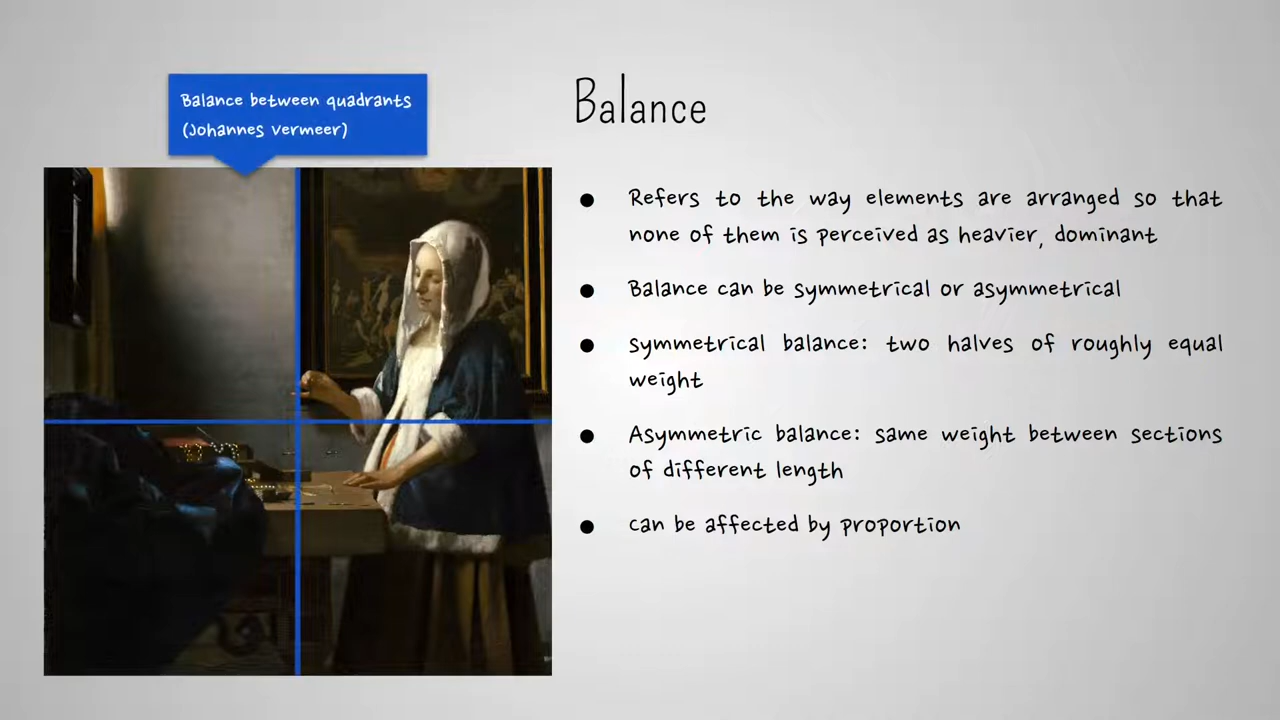 Balance between quadrants
(Johannes Vermeer)
Balance
● Refers to the way elements are arranged so that
none of them is perceived as heavier, dominant
● Balance can be symmetrical or asymmetrical
● symmetrical balance: two halves of roughly equal
weight
● Asymmetric balance: same weight between sections
of different length
● can be affected by proportion